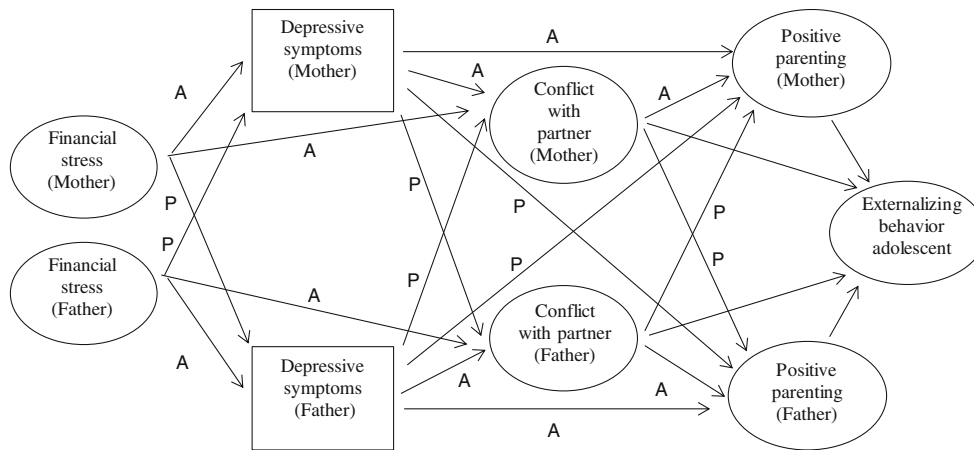 Depressive
symptoms
(Mother)
A
Positive
parenting
(Mother)
A
A
A
Conflict
with
partner
(Mother)
Financial
stress
(Mother)
A
P
P
P
Externalizing
behavior
adolescent
P
P
P
P
P
Financial
stress
(Father)
A
Conflict
with partner
(Father)
A
Depressive
symptoms
(Father)
A
A
Positive
parenting
(Father)
A